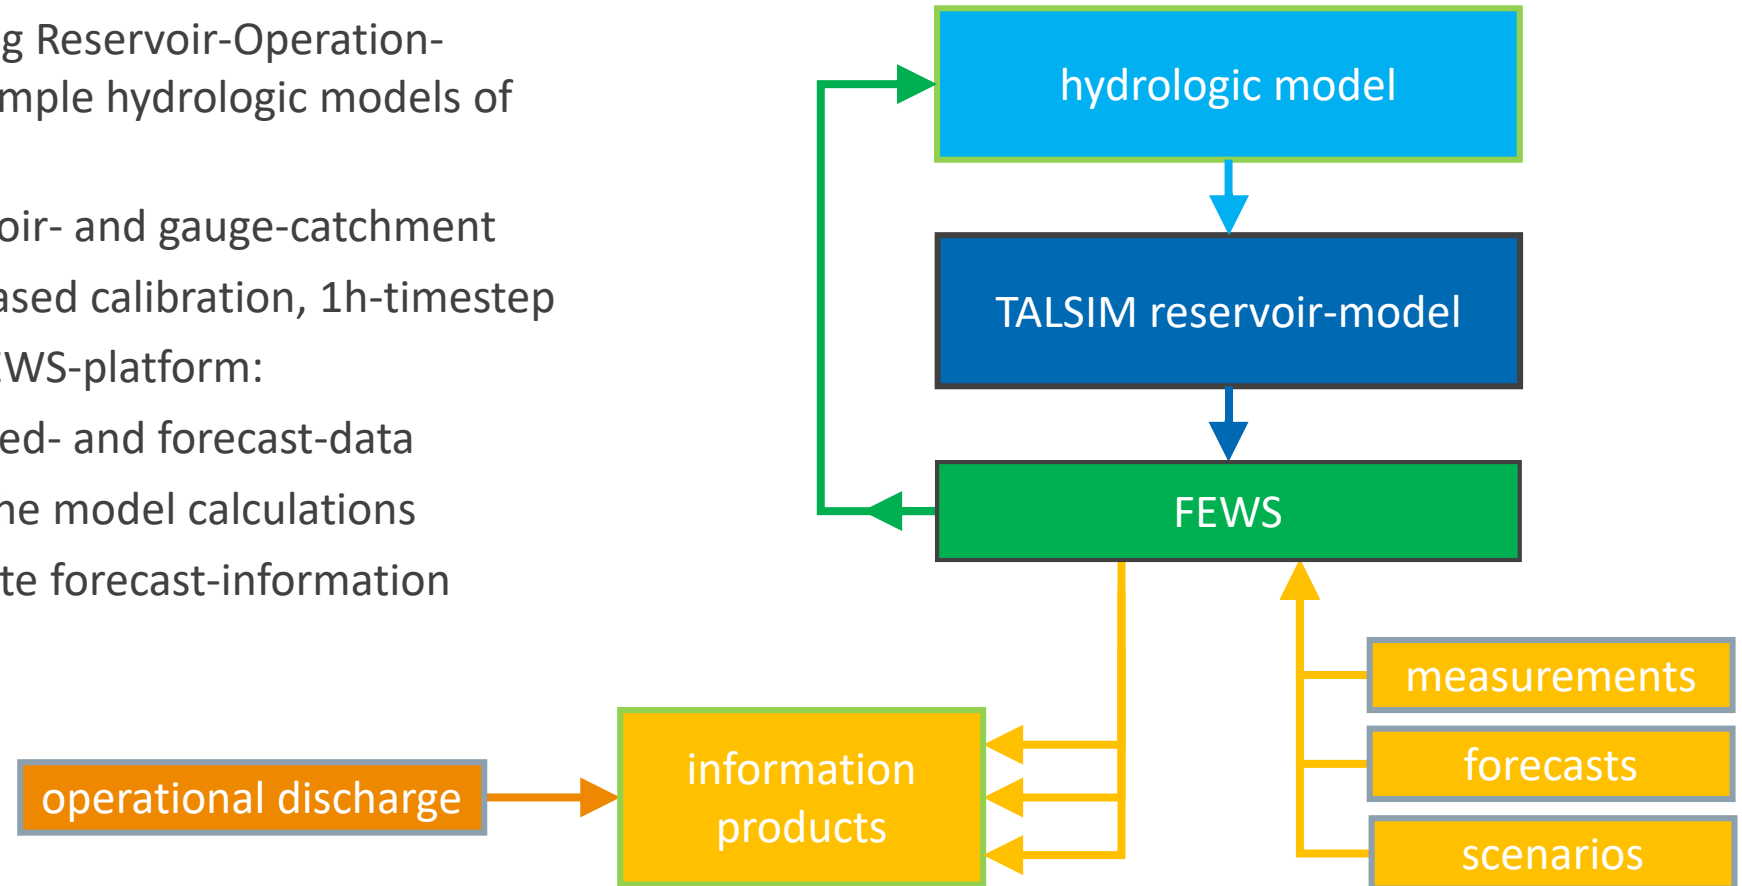 g Reservoir-Operation-
mple hydrologic models of
oir- and gauge-catchment
ased calibration, 1h-timestep
EWS-platform:
ed- and forecast-data
ne model calculations
te forecast-information
hydrologic model
TALSIM reservoir-model
FEWS
measurements
forecasts
scenarios
information
products
operational discharge